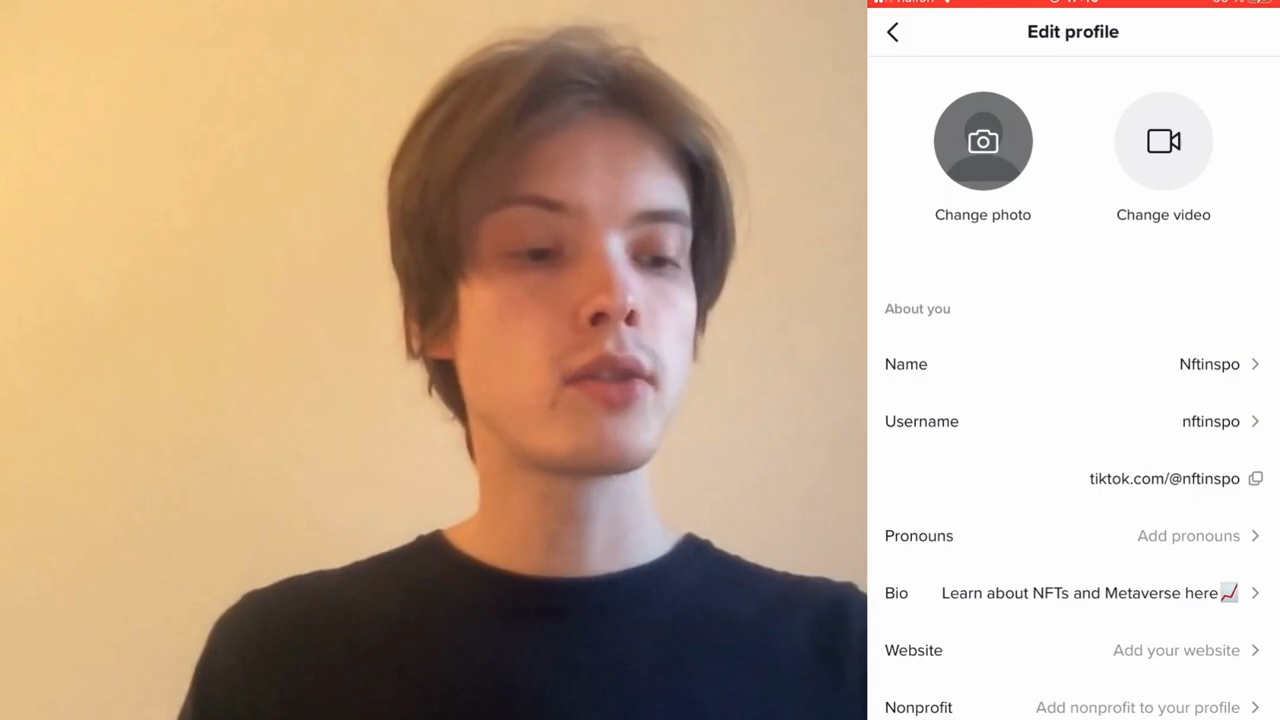 Edit profile
Change photo
Change video
About you
Name
Nftinspo
Username
nftinspo
tiktok.com/@nftinspo
Pronouns
Add pronouns
Bio
Learn about NFTs and Metaverse here📈
Website
Add your website
Nonprofit
Add nonprofit to your profile